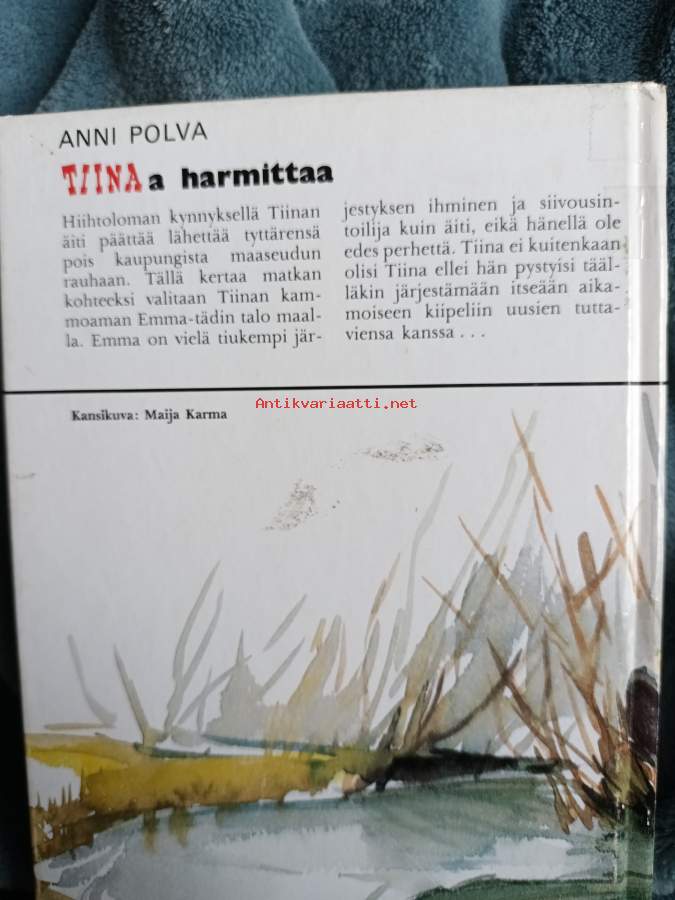 ANNI POLVA
TIINAa harmittaa
Hiihtoloman kynnyksellä Tiinan
äiti päättää lähettää tyttärensä
pois kaupungista maaseudun
rauhaan. Tällä kertaa matkan
kohteeksi valitaan Tiinan kam-
moaman Emma-tädin talo maal-
la. Emma on vielä tiukempi jär-
jestyksen ihminen ja siivousin-
toilija kuin äiti, eikä hänellä ole
edes perhettä. Tiina ei kuitenkaan
olisi Tiina ellei hän pystyisi tääl-
läkin järjestämään itseään aika-
moiseen kiipeliin uusien tutta-
viensa kanssa . . .
Antikvariaatti.net
Kansikuva: Maija Karma